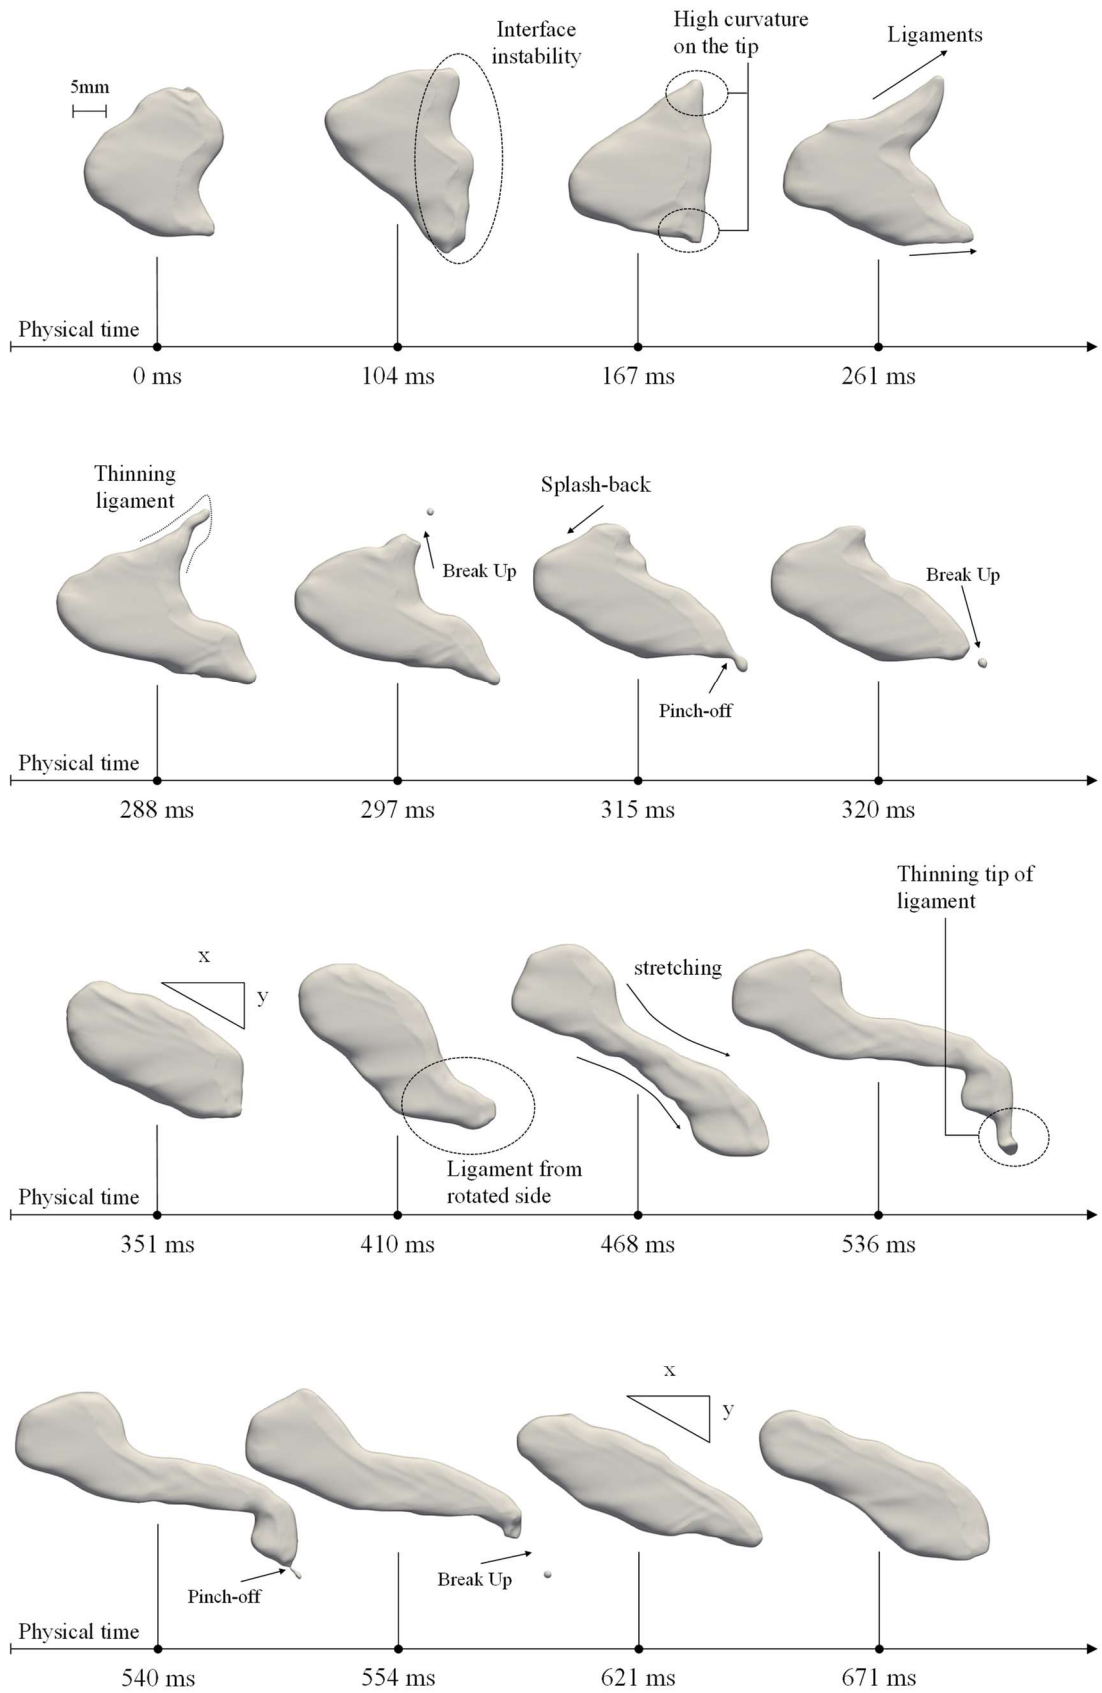 Interface
instability
High curvature
on the tip
Ligaments
5mm
Physical time
0 ms
104 ms
167 ms
261 ms
Thinning
ligament
Break Up
Splash-back
Pinch-off
Break Up
Physical time
288 ms
297 ms
315 ms
320 ms
Thinning tip of
ligament
x
y
stretching
Ligament from
rotated side
Physical time
351 ms
410 ms
468 ms
536 ms
x
y
Pinch-off
Break Up
Physical time
540 ms
554 ms
621 ms
671 ms